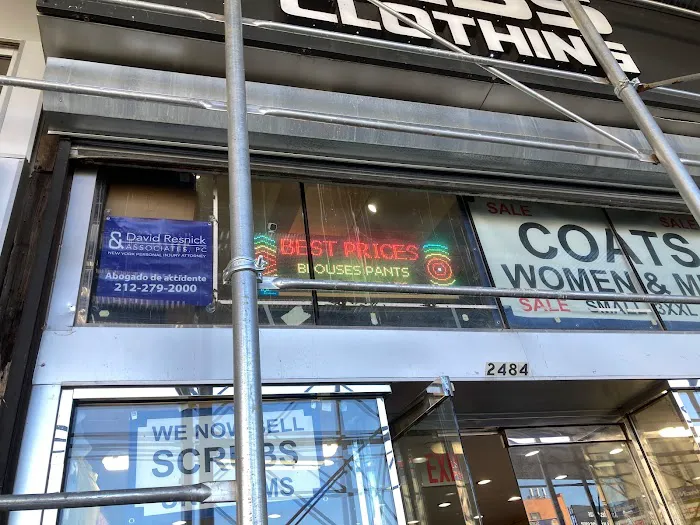 CLOTHING
David Resnick
& ASSOCIATES, PC
NEW YORK PERSONAL INJURY ATTORNEY
Abogado de accidente
212-279-2000
BEST PRICES
BLOUSES PANTS
SALE SALE
COATS
WOMEN & M
SALE SMALL 3XXL
2484
WE NOW SELL
SCRUBS
EXIT